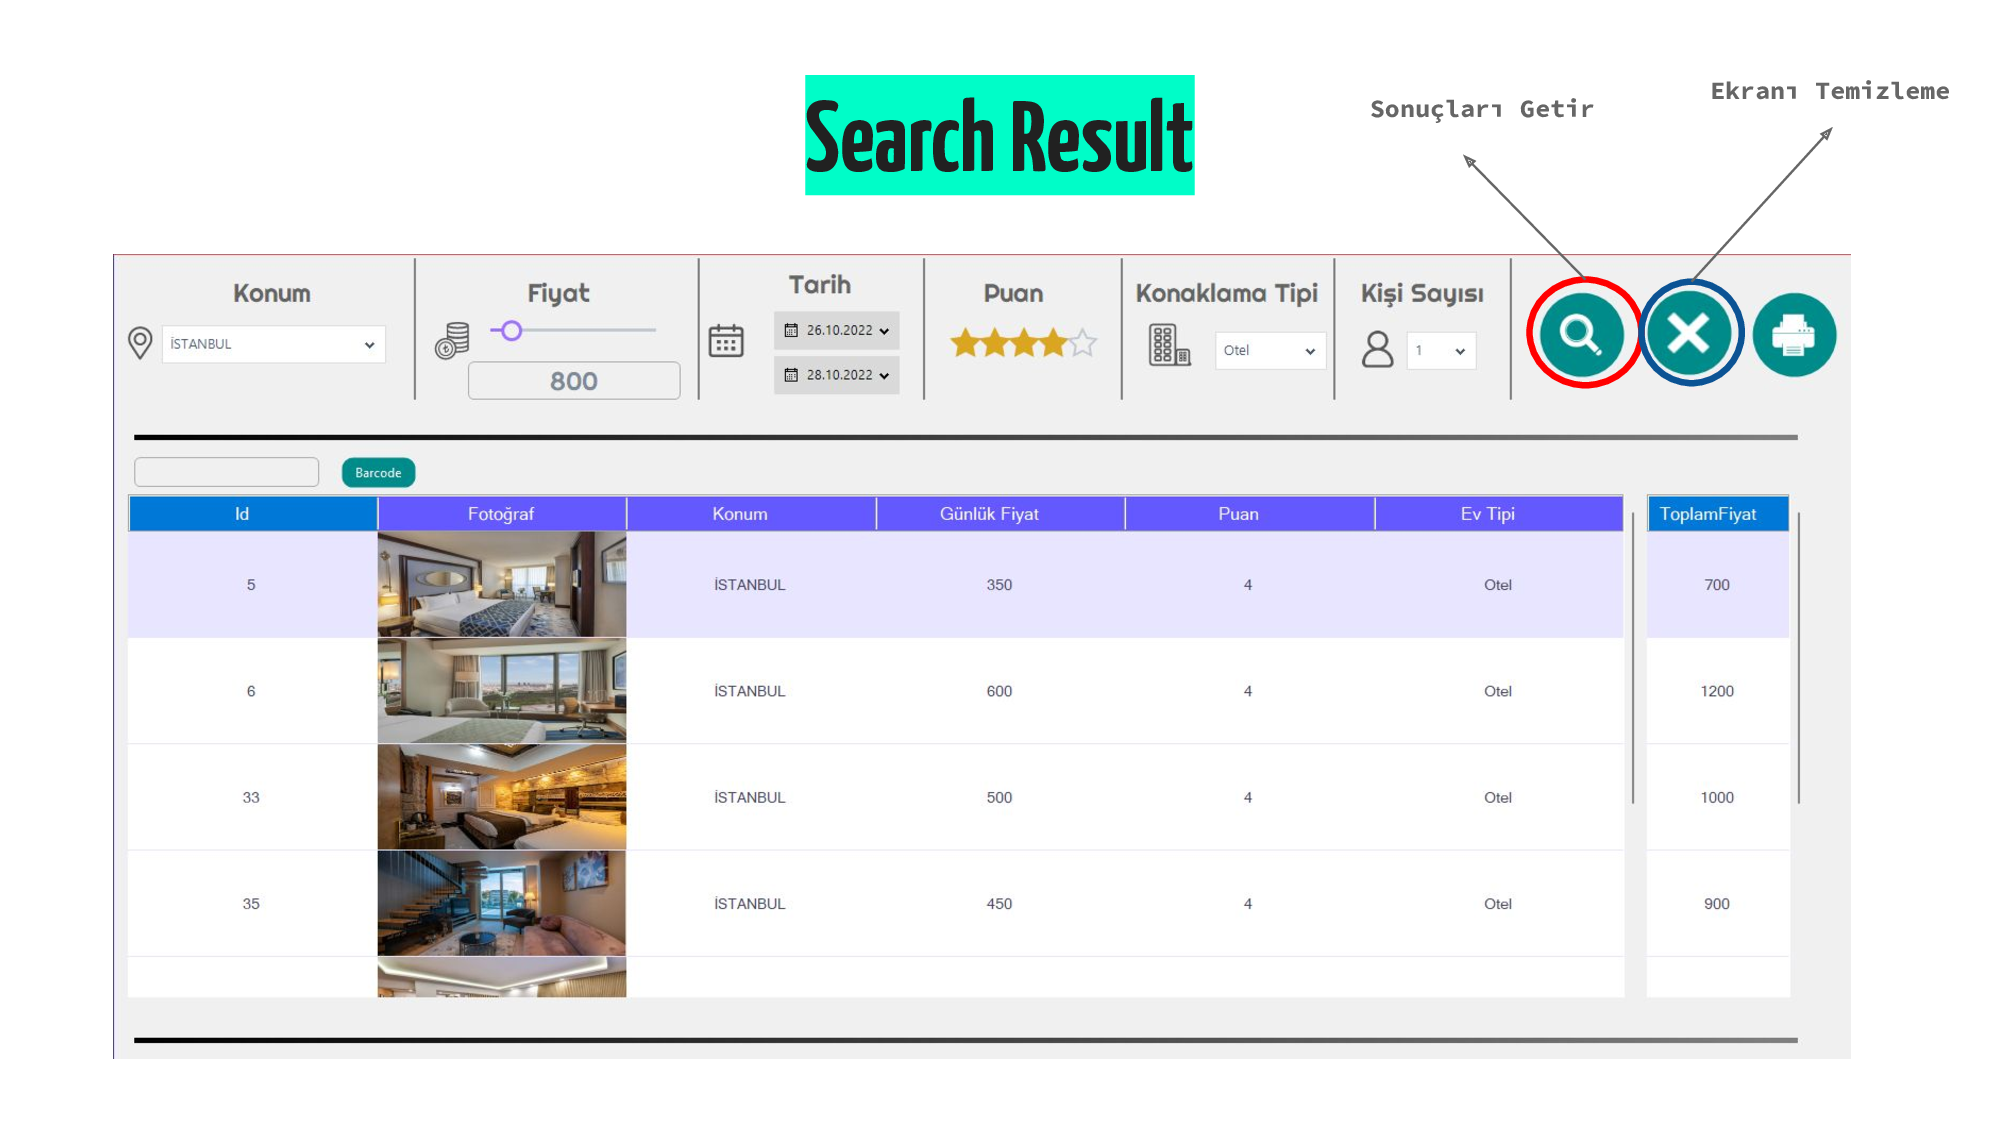 Search Result
Sonuçları Getir
Ekranı Temizleme
Konum
Fiyat
Tarih
Puan
Konaklama Tipi
Kişi Sayısı
İSTANBUL
800
26.10.2022
28.10.2022
Otel
1
Barcode
Id Fotoğraf Konum Günlük Fiyat Puan Ev Tipi ToplamFiyat
5 İSTANBUL 350 4 Otel 700
6 İSTANBUL 600 4 Otel 1200
33 İSTANBUL 500 4 Otel 1000
35 İSTANBUL 450 4 Otel 900